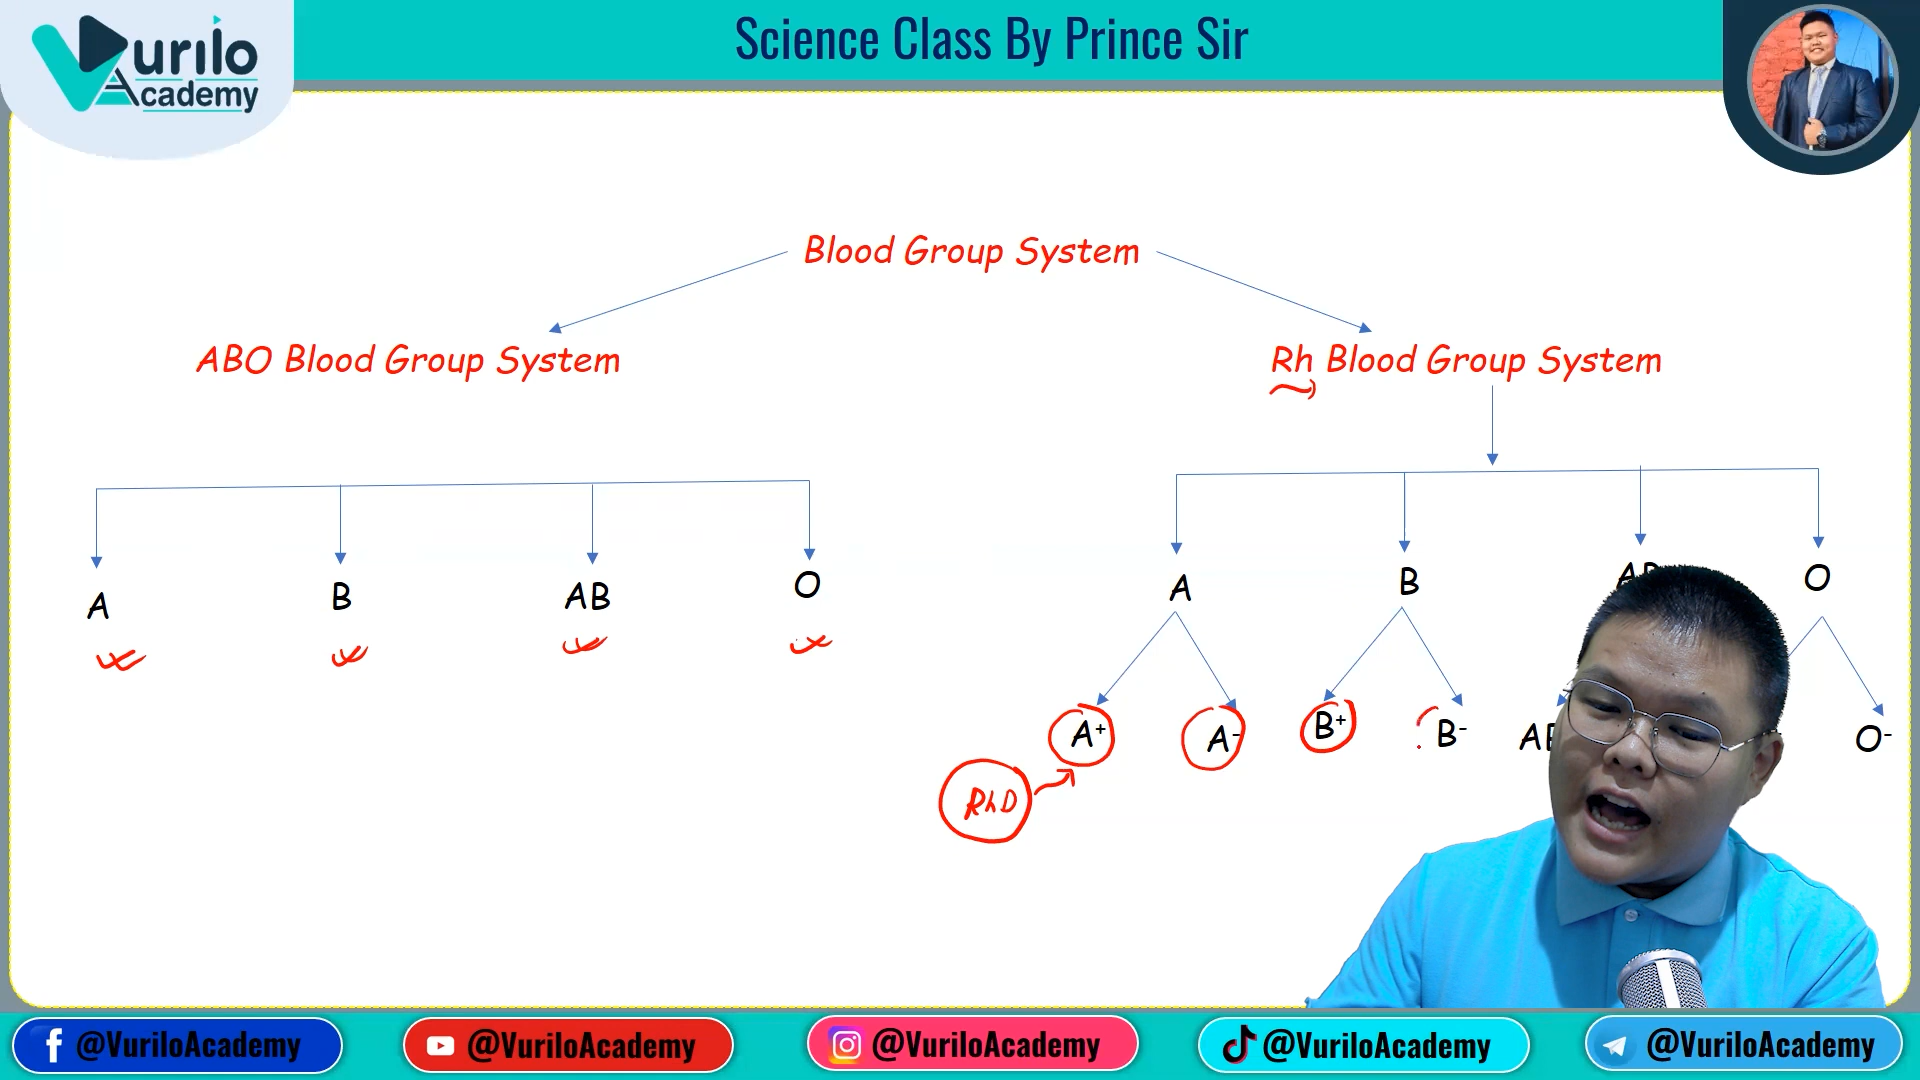 Vurilo
Academy
Science Class By Prince Sir
Blood Group System
ABO Blood Group System
Rh Blood Group System
A
B
AB
O
A
B
O
A+
A-
B+
B-
O-
RhD
@VuriloAcademy
@VuriloAcademy
@VuriloAcademy
@VuriloAcademy
@VuriloAcademy